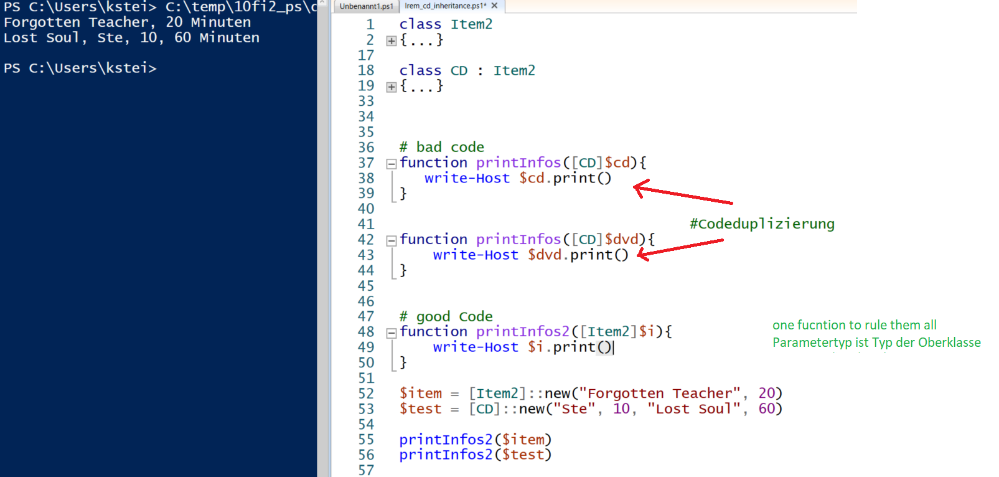 PS C:\Users\kstei> C:\temp\10fi2_ps\c
Forgotten Teacher, 20 Minuten
Lost Soul, Ste, 10, 60 Minuten
PS C:\Users\kstei>
Unbenannt1.ps1 Irem_cd_inheritance.ps1* X
1 class Item2
2 {...}
17
18 class CD : Item2
19 {...}
33
34
35
36 # bad code
37 function printInfos([CD]$cd){
38 write-Host $cd.print()
39 }
40
41 #Codeduplizierung
42 function printInfos([CD]$dvd){
43 write-Host $dvd.print()
44 }
45
46
47 # good Code
48 function printInfos2([Item2]$i){
49 write-Host $i.print()
50 }
51
52 $item = [Item2]::new("Forgotten Teacher", 20)
53 $test = [CD]::new("Ste", 10, "Lost Soul", 60)
54
55 printInfos2($item)
56 printInfos2($test)
57
one fucntion to rule them all
Parametertyp ist Typ der Oberklasse